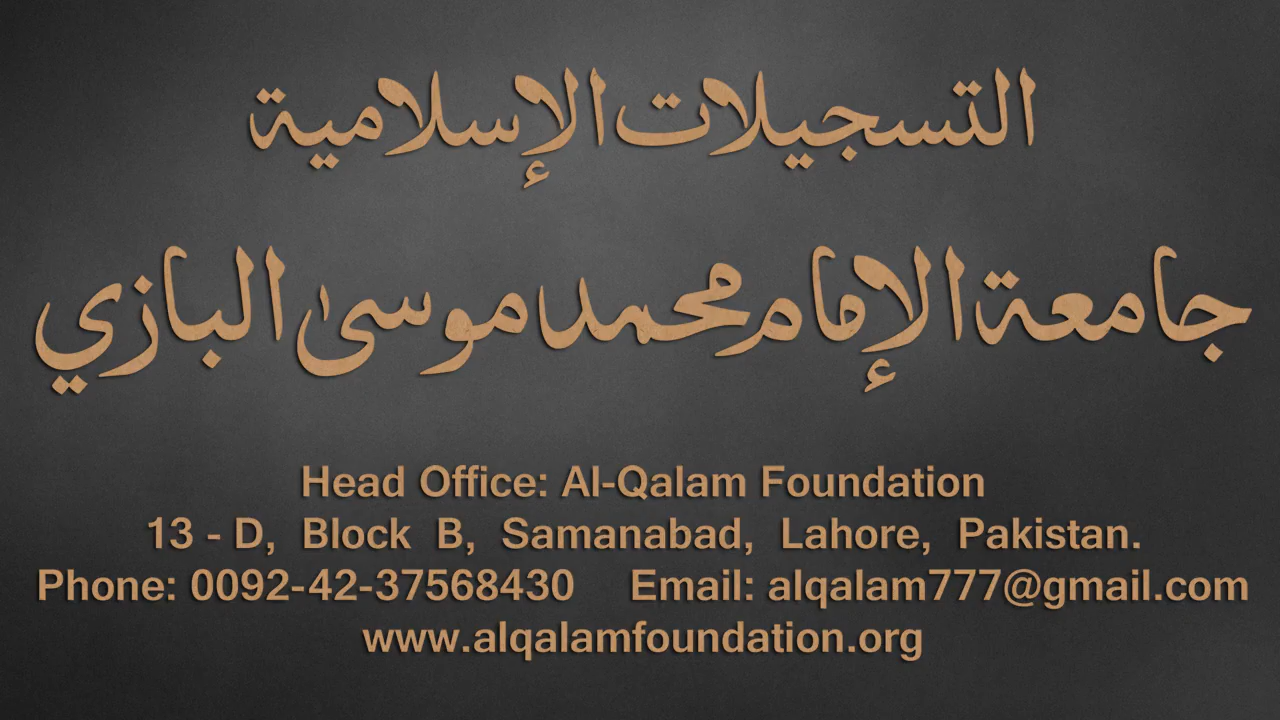 التسجيلات الإسلامية
جامعة الإمام محمد موسىٰ البازي
Head Office: Al-Qalam Foundation
13 - D, Block B, Samanabad, Lahore, Pakistan.
Phone: 0092-42-37568430 Email: alqalam777@gmail.com
www.alqalamfoundation.org